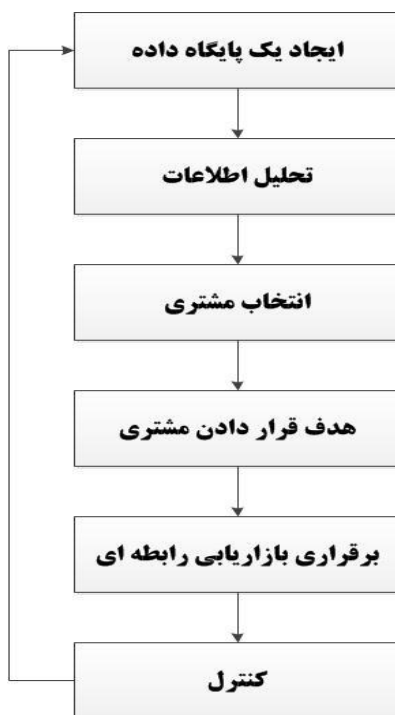 ایجاد یک پایگاه داده
تحلیل اطلاعات
انتخاب مشتری
هدف قرار دادن مشتری
برقراری بازاریابی رابطه ای
کنترل